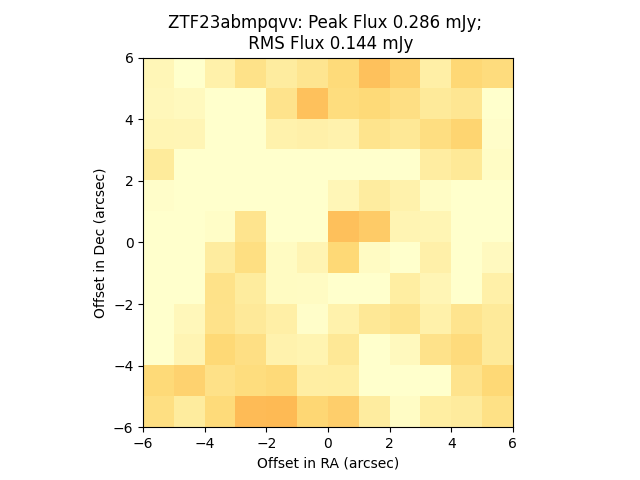 ZTF23abmpqvv: Peak Flux 0.286 mJy;
RMS Flux 0.144 mJy
6
4
2
0
−2
−4
−6
Offset in Dec (arcsec)
−6 −4 −2 0 2 4 6
Offset in RA (arcsec)